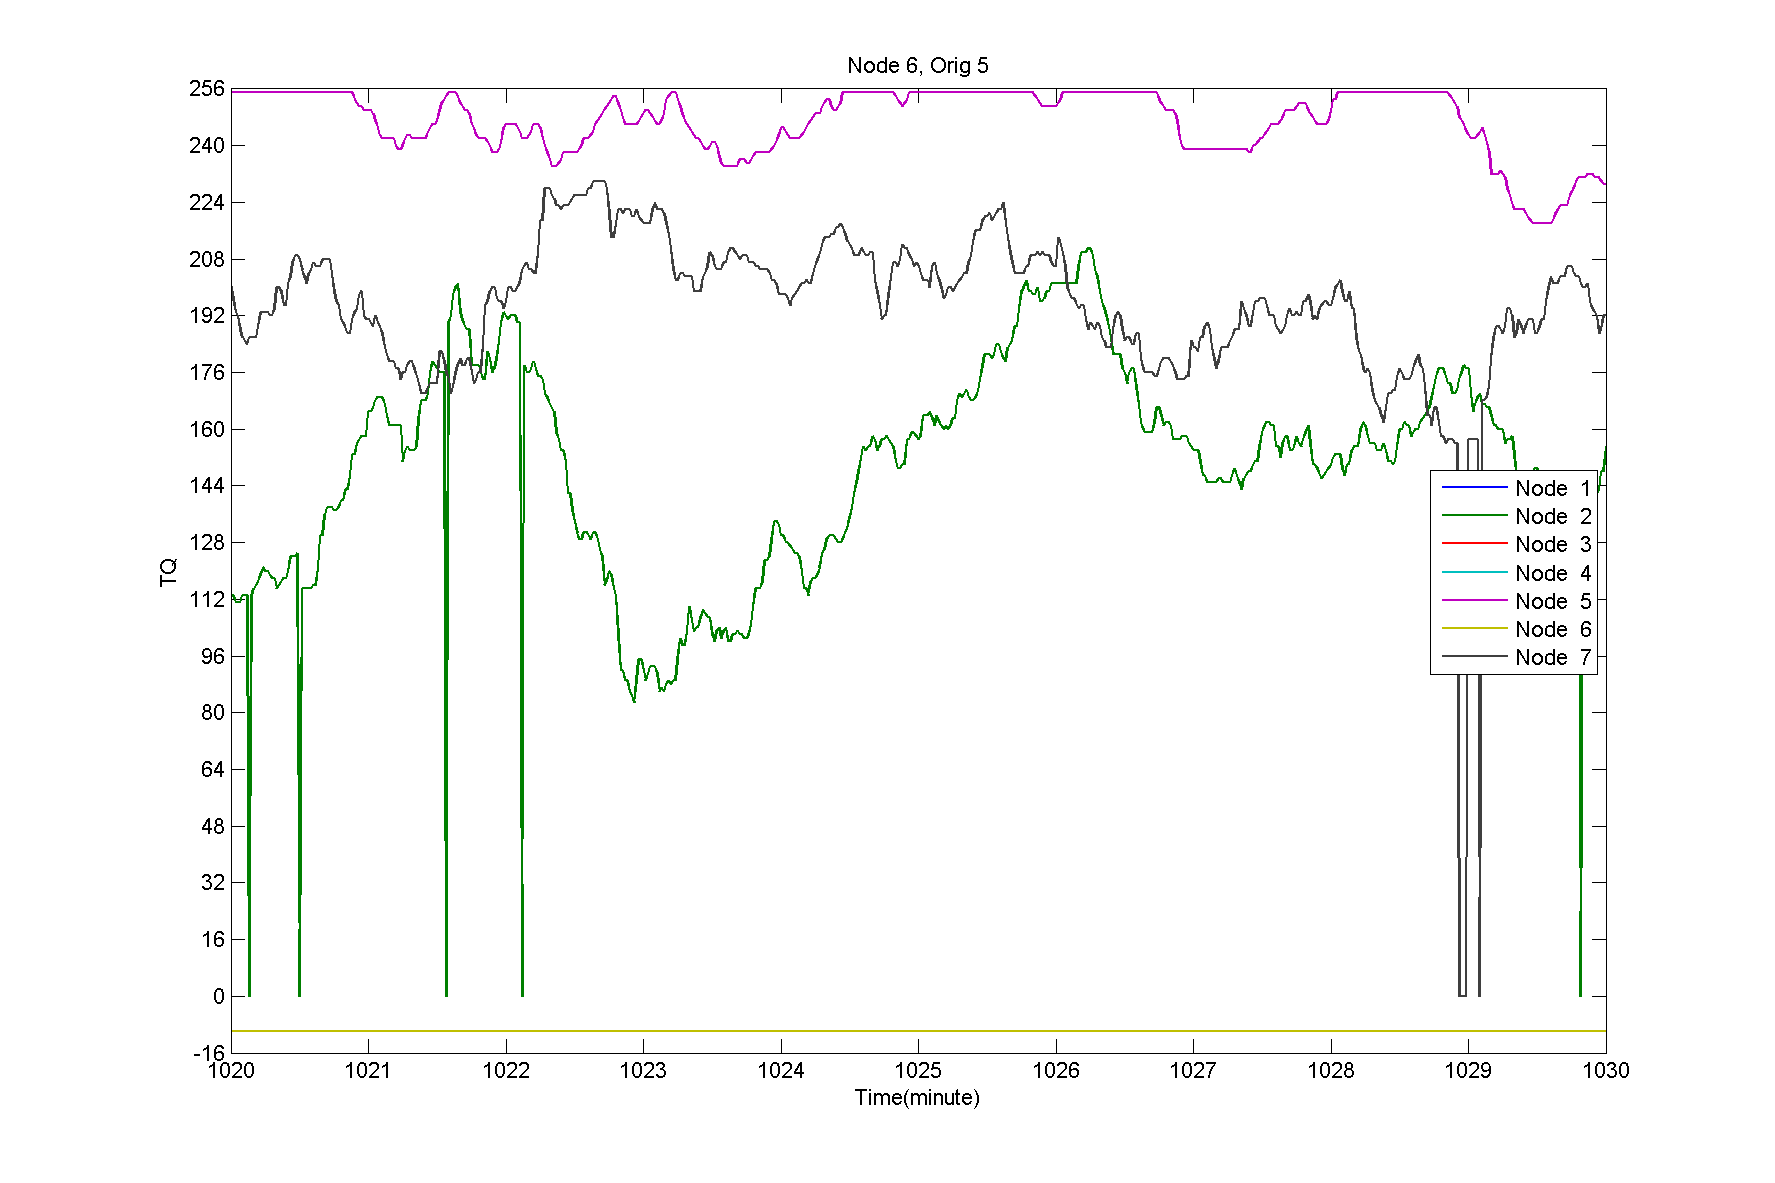 Node 6, Orig 5
256
240
224
208
192
176
160
144
128
112
96
80
64
48
32
16
0
-16
TQ
1020 1021 1022 1023 1024 1025 1026 1027 1028 1029 1030
Time(minute)
Node 1
Node 2
Node 3
Node 4
Node 5
Node 6
Node 7